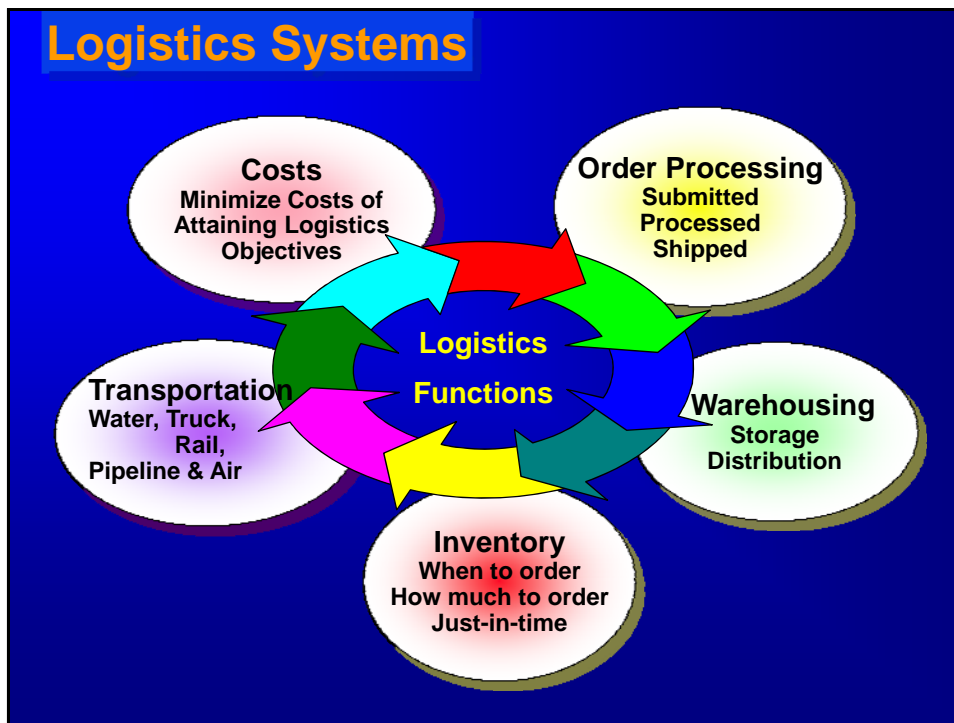 Logistics Systems
Costs
Minimize Costs of
Attaining Logistics
Objectives
Order Processing
Submitted
Processed
Shipped
Logistics
Functions
Transportation
Water, Truck,
Rail,
Pipeline & Air
Warehousing
Storage
Distribution
Inventory
When to order
How much to order
Just-in-time